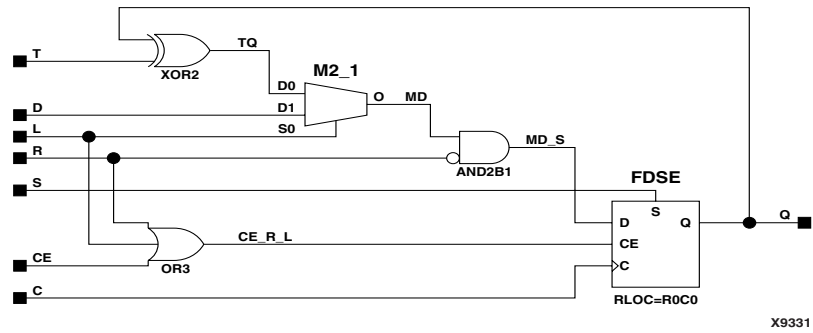 T
XOR2
TQ
M2_1
D0
D
D1
O
MD
L
S0
R
AND2B1
MD_S
S
FDSE
S
D
Q
Q
CE_R_L
CE
CE
OR3
C
C
RLOC=R0C0
X9331